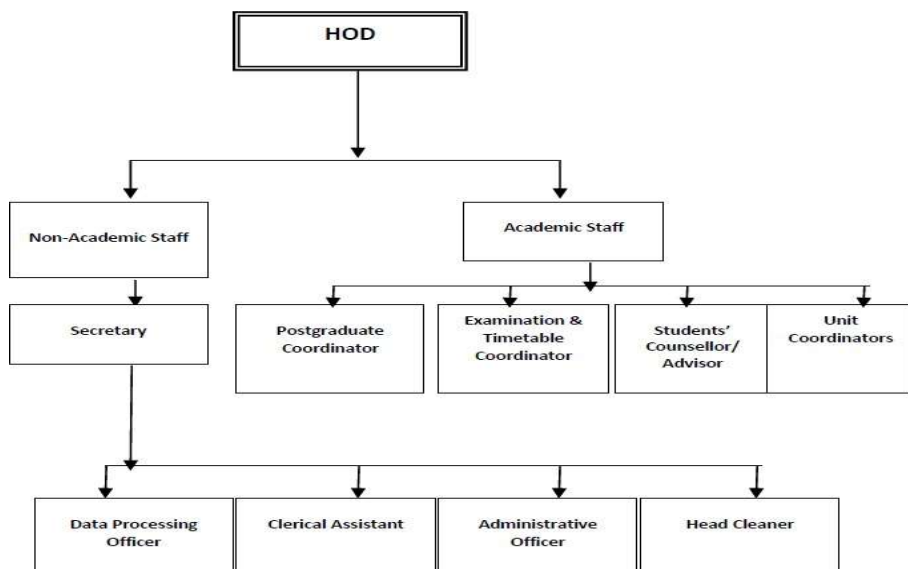 HOD
Non-Academic Staff
Academic Staff
Secretary
Postgraduate
Coordinator
Examination &
Timetable
Coordinator
Students'
Counsellor/
Advisor
Unit
Coordinators
Data Processing
Officer
Clerical Assistant
Administrative
Officer
Head Cleaner